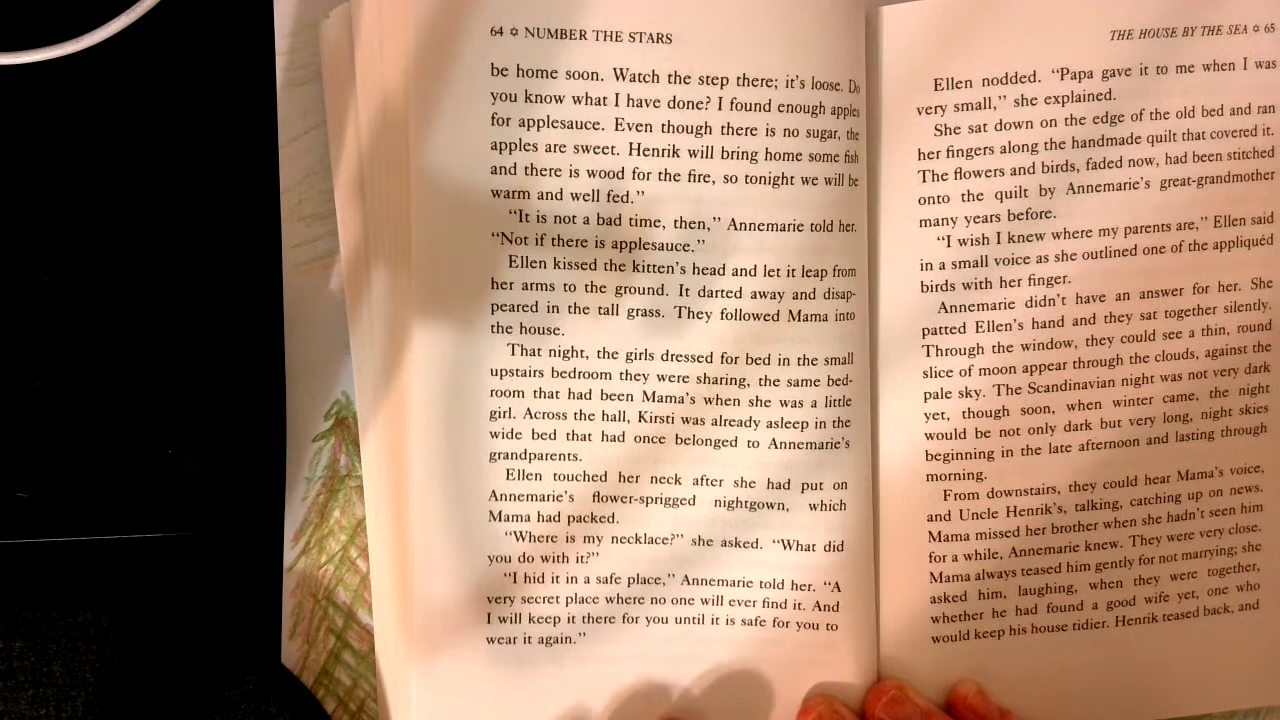 64 ✡ NUMBER THE STARS
be home soon. Watch the step there; it's loose. Do
you know what I have done? I found enough apples
for applesauce. Even though there is no sugar, the
apples are sweet. Henrik will bring home some fish
and there is wood for the fire, so tonight we will be
warm and well fed."
"It is not a bad time, then," Annemarie told her.
"Not if there is applesauce."
Ellen kissed the kitten's head and let it leap from
her arms to the ground. It darted away and disap-
peared in the tall grass. They followed Mama into
the house.
That night, the girls dressed for bed in the small
upstairs bedroom they were sharing, the same bed-
room that had been Mama's when she was a little
girl. Across the hall, Kirsti was already asleep in the
wide bed that had once belonged to Annemarie's
grandparents.
Ellen touched her neck after she had put on
Annemarie's flower-sprigged nightgown, which
Mama had packed.
"Where is my necklace?" she asked. "What did
you do with it?"
"I hid it in a safe place," Annemarie told her. "A
very secret place where no one will ever find it. And
I will keep it there for you until it is safe for you to
wear it again."
THE HOUSE BY THE SEA ✡ 65
Ellen nodded. "Papa gave it to me when I was
very small," she explained.
She sat down on the edge of the old bed and ran
her fingers along the handmade quilt that covered it.
The flowers and birds, faded now, had been stitched
onto the quilt by Annemarie's great-grandmother
many years before.
"I wish I knew where my parents are," Ellen said
in a small voice as she outlined one of the appliquéd
birds with her finger.
Annemarie didn't have an answer for her. She
patted Ellen's hand and they sat together silently.
Through the window, they could see a thin, round
slice of moon appear through the clouds, against the
pale sky. The Scandinavian night was not very dark
yet, though soon, when winter came, the night
would be not only dark but very long, night skies
beginning in the late afternoon and lasting through
morning.
From downstairs, they could hear Mama's voice,
and Uncle Henrik's, talking, catching up on news.
Mama missed her brother when she hadn't seen him
for a while, Annemarie knew. They were very close.
Mama always teased him gently for not marrying; she
asked him, laughing, when they were together,
whether he had found a good wife yet, one who
would keep his house tidier. Henrik teased back, and